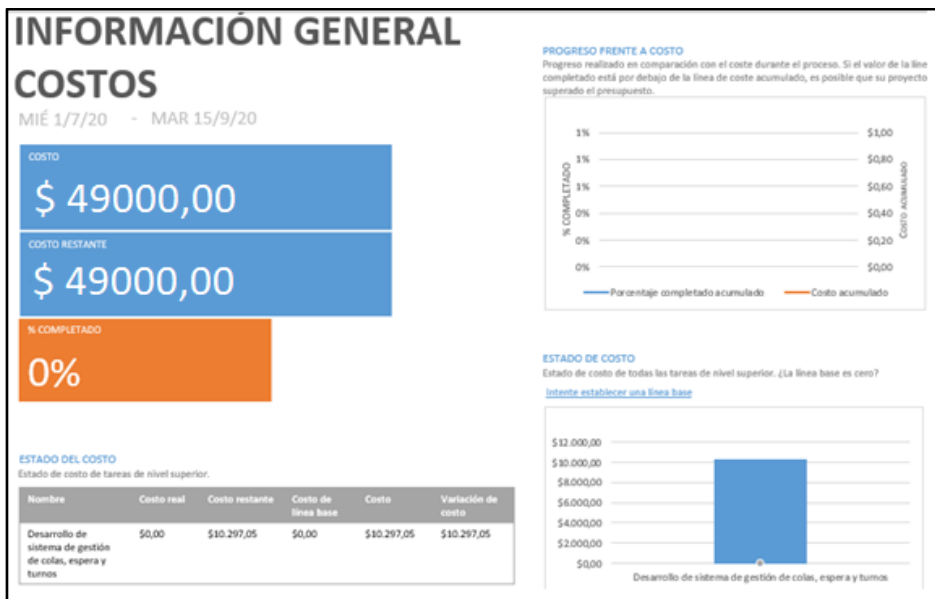 INFORMACIÓN GENERAL
COSTOS
MIÉ 1/7/20 - MAR 15/9/20
COSTO
$ 49000,00
COSTO RESTANTE
$ 49000,00
% COMPLETADO
0%
ESTADO DEL COSTO
Estado de costo de tareas de nivel superior.
Nombre Costo real Costo restante Costo de línea base Costo Variación de costo
Desarrollo de sistema de gestión de colas, espera y turnos $0,00 $10.297,05 $0,00 $10.297,05 $10.297,05
PROGRESO FRENTE A COSTO
Progreso realizado en comparación con el coste durante el proceso. Si el valor de la líne
completado está por debajo de la línea de coste acumulado, es posible que su proyecto
superado el presupuesto.
% COMPLETADO
1%
1%
1%
0%
0%
0%
$1,00
$0,80
$0,60
$0,40
$0,20
$0,00
COSTO ACUMULADO
Porcentaje completado acumulado Costo acumulado
ESTADO DE COSTO
Estado de costo de todas las tareas de nivel superior. ¿La línea base es cero?
Intente establecer una línea base
$12.000,00
$10.000,00
$8.000,00
$6.000,00
$4.000,00
$2.000,00
$0,00
Desarrollo de sistema de gestión de colas, espera y turnos